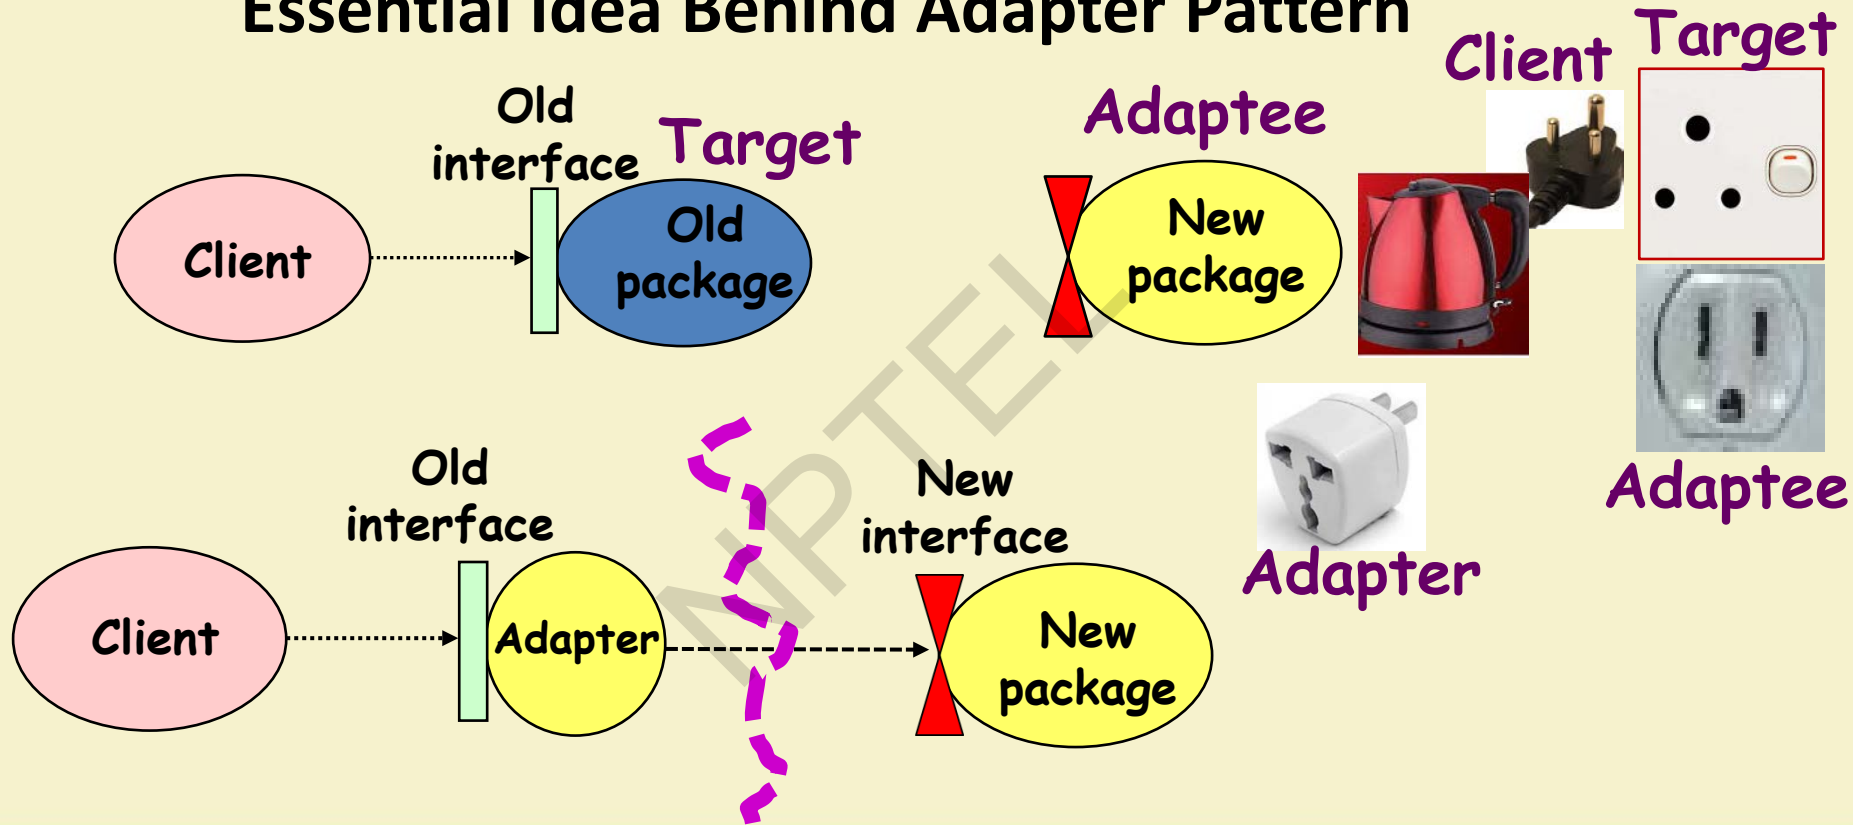 Essential Idea Behind Adapter Pattern
Client
Target
Old
interface
Target
Adaptee
Client
Old
package
New
package
Old
interface
New
interface
Adaptee
Adapter
Client
Adapter
New
package
NPTEL